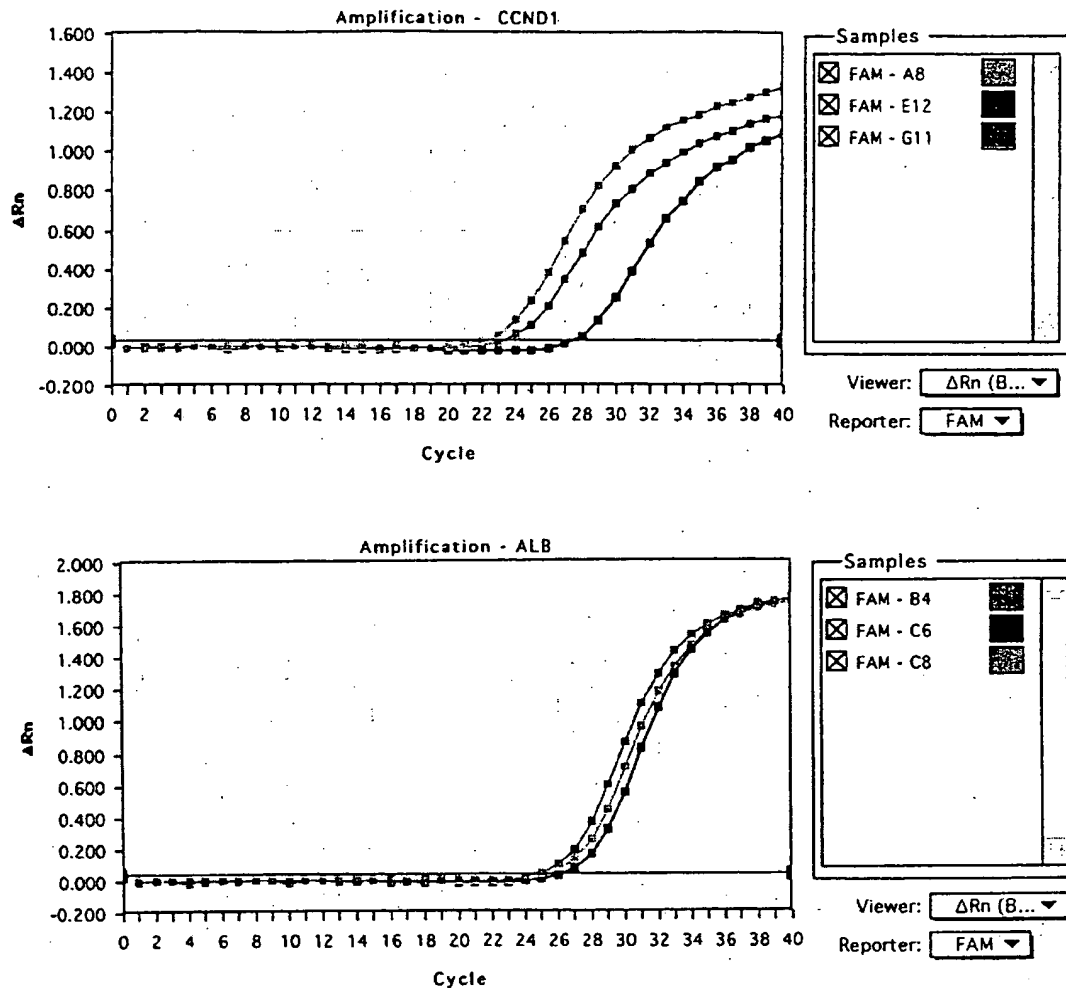 Amplification - CCND1
1.600
1.400
1.200
1.000
0.800
0.600
0.400
0.200
0.000
-0.200
ΔRn
0 2 4 6 8 10 12 14 16 18 20 22 24 26 28 30 32 34 36 38 40
Cycle
Samples
FAM - A8
FAM - E12
FAM - G11
Viewer: ΔRn (B...
Reporter: FAM
Amplification - ALB
2.000
1.800
1.600
1.400
1.200
1.000
0.800
0.600
0.400
0.200
0.000
-0.200
ΔRn
0 2 4 6 8 10 12 14 16 18 20 22 24 26 28 30 32 34 36 38 40
Cycle
Samples
FAM - B4
FAM - C6
FAM - C8
Viewer: ΔRn (B...
Reporter: FAM